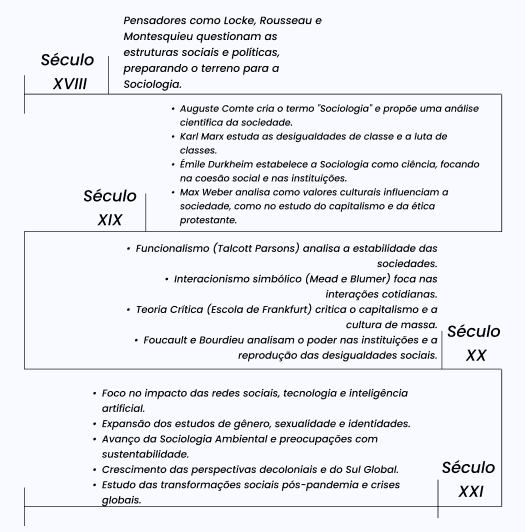 Pensadores como Locke, Rousseau e
Montesquieu questionam as
estruturas sociais e políticas,
preparando o terreno para a
Sociologia.
Século
XVIII
• Auguste Comte cria o termo "Sociologia" e propõe uma análise
científica da sociedade.
• Karl Marx estuda as desigualdades de classe e a luta de
classes.
• Émile Durkheim estabelece a Sociologia como ciência, focando
na coesão social e nas instituições.
• Max Weber analisa como valores culturais influenciam a
sociedade, como no estudo do capitalismo e da ética
protestante.
Século
XIX
• Funcionalismo (Talcott Parsons) analisa a estabilidade das
sociedades.
• Interacionismo simbólico (Mead e Blumer) foca nas
interações cotidianas.
• Teoria Crítica (Escola de Frankfurt) critica o capitalismo e a
cultura de massa.
• Foucault e Bourdieu analisam o poder nas instituições e a
reprodução das desigualdades sociais.
Século
XX
• Foco no impacto das redes sociais, tecnologia e inteligência
artificial.
• Expansão dos estudos de gênero, sexualidade e identidades.
• Avanço da Sociologia Ambiental e preocupações com
sustentabilidade.
• Crescimento das perspectivas decoloniais e do Sul Global.
• Estudo das transformações sociais pós-pandemia e crises
globais.
Século
XXI